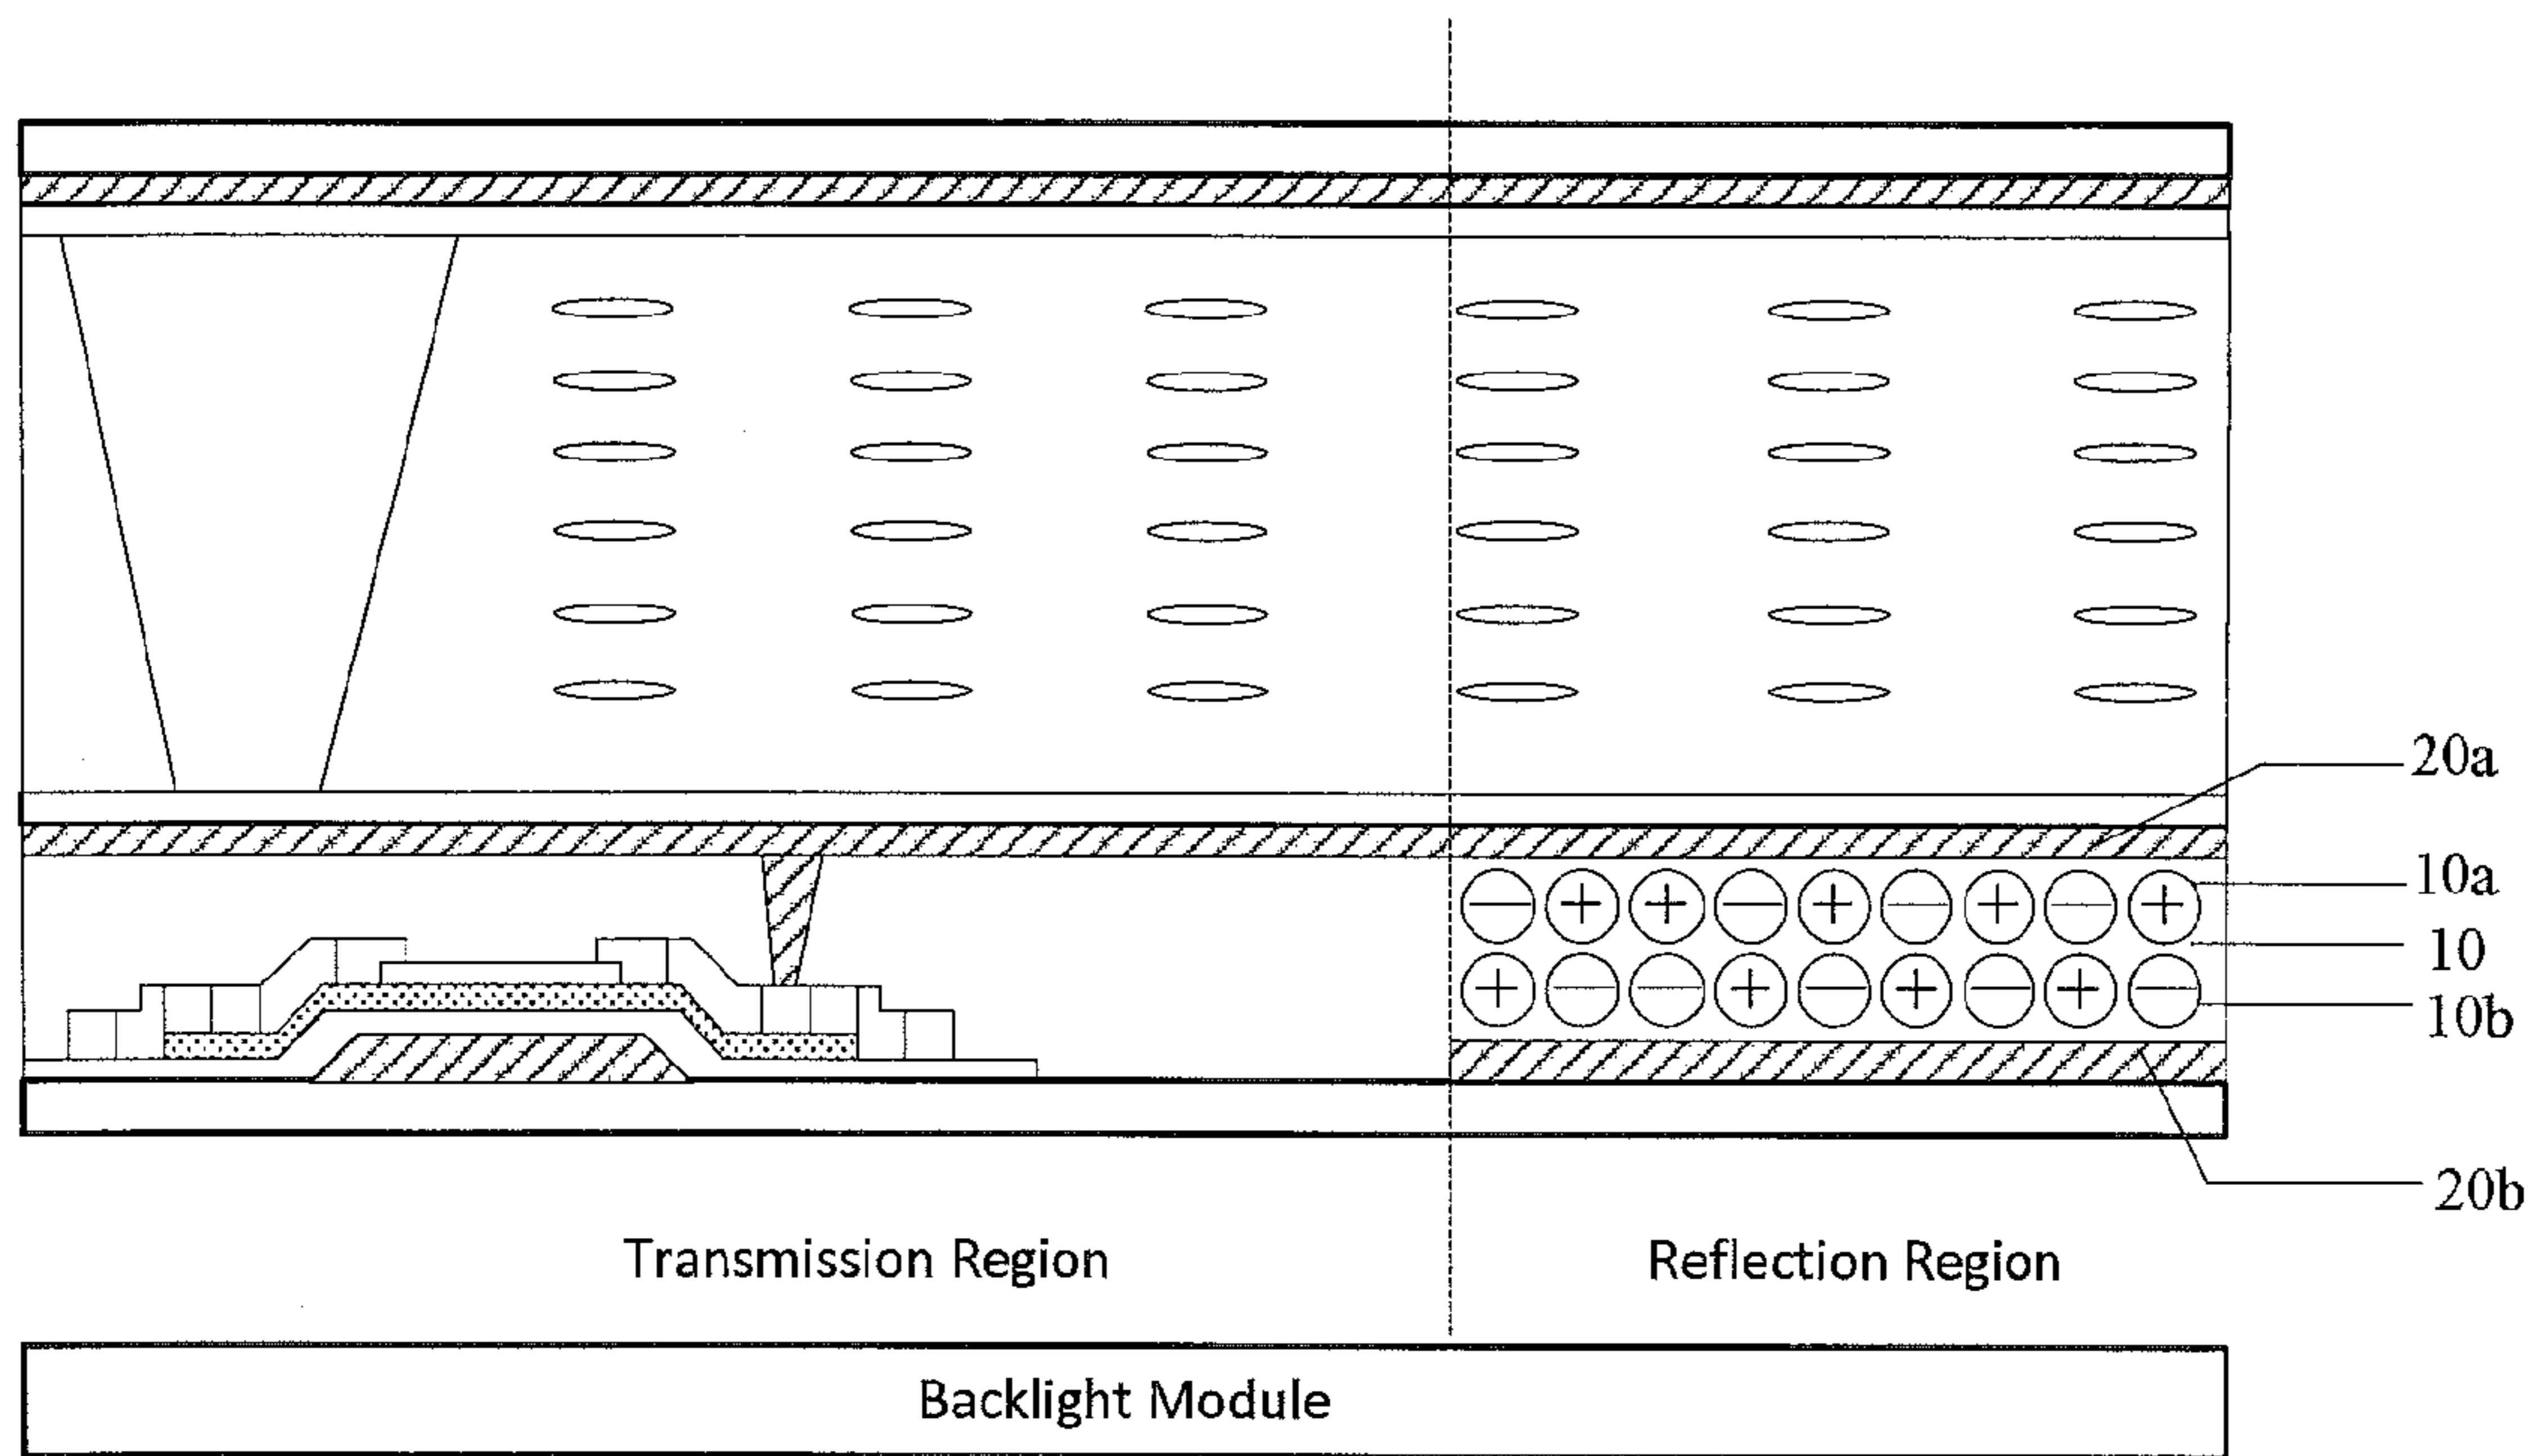 20a
10a
10
10b
20b
Transmission Region
Reflection Region
Backlight Module